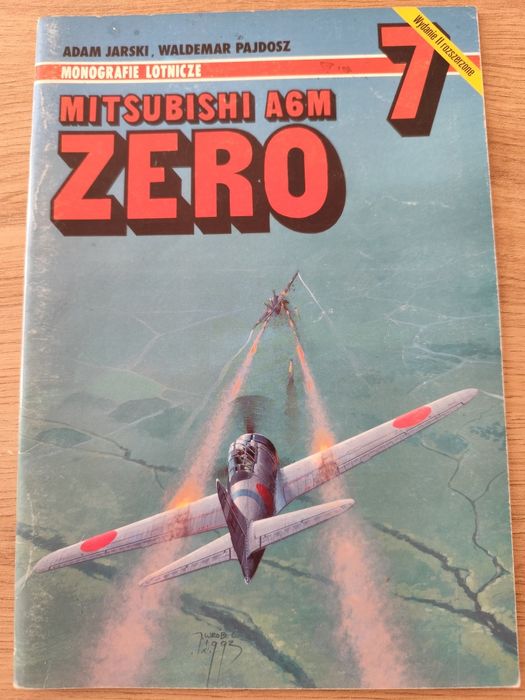 ADAM JARSKI, WALDEMAR PAJDOSZ
MONOGRAFIE LOTNICZE
7
Wydanie II rozszerzone
MITSUBISHI A6M
ZERO